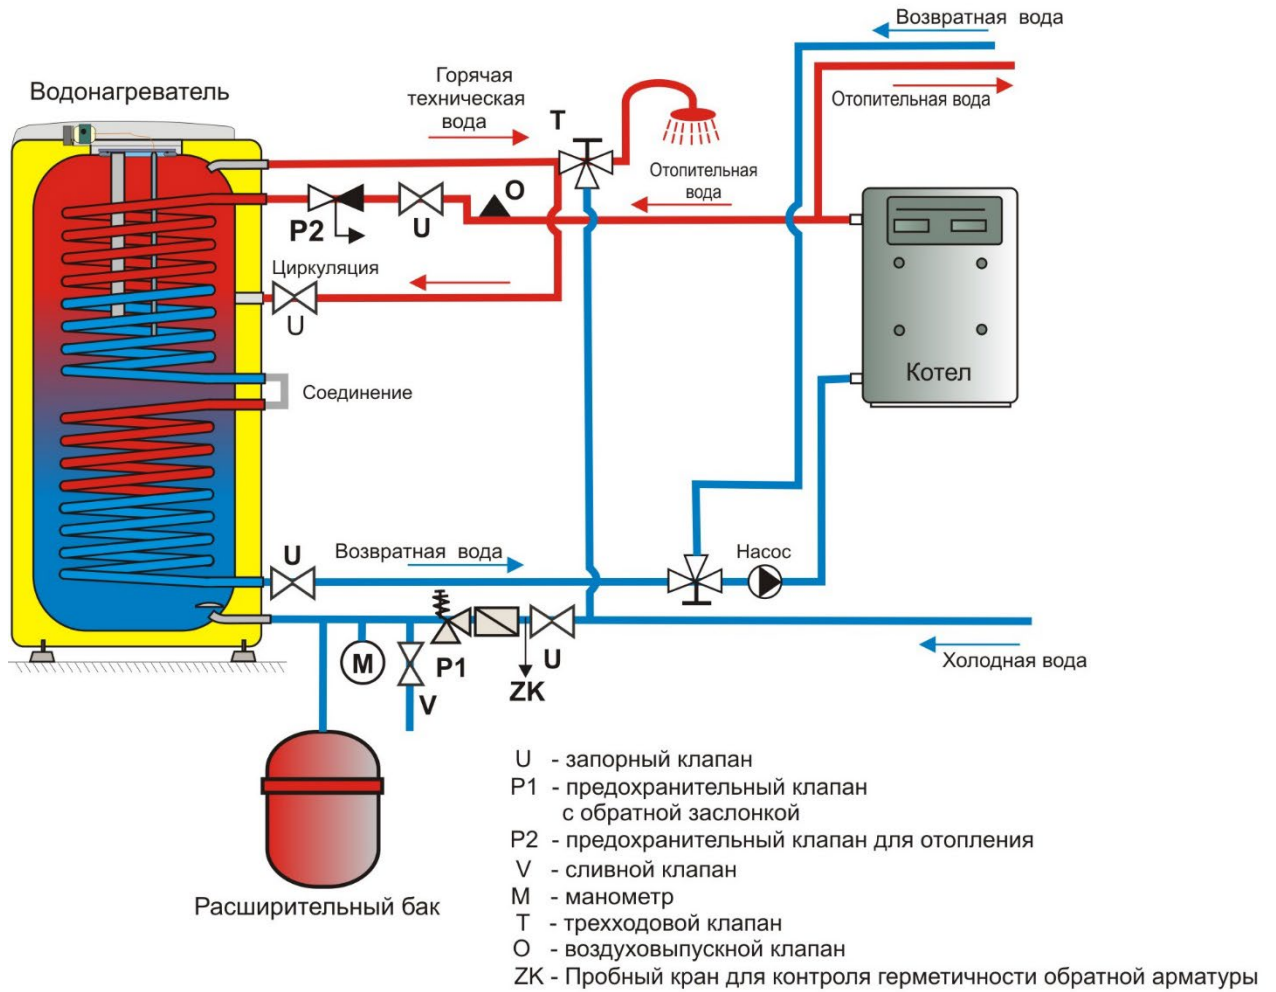 Возвратная вода
Отопительная вода
Водонагреватель
Горячая
техническая
вода
T
Отопительная
вода
O
P2
U
Циркуляция
U
Соединение
Котел
U
Возвратная вода
Насос
Холодная вода
M
V
P1
ZK
U
Расширительный бак
U - запорный клапан
P1 - предохранительный клапан
с обратной заслонкой
P2 - предохранительный клапан для отопления
V - сливной клапан
M - манометр
T - трехходовой клапан
O - воздуховыпускной клапан
ZK - Пробный кран для контроля герметичности обратной арматуры